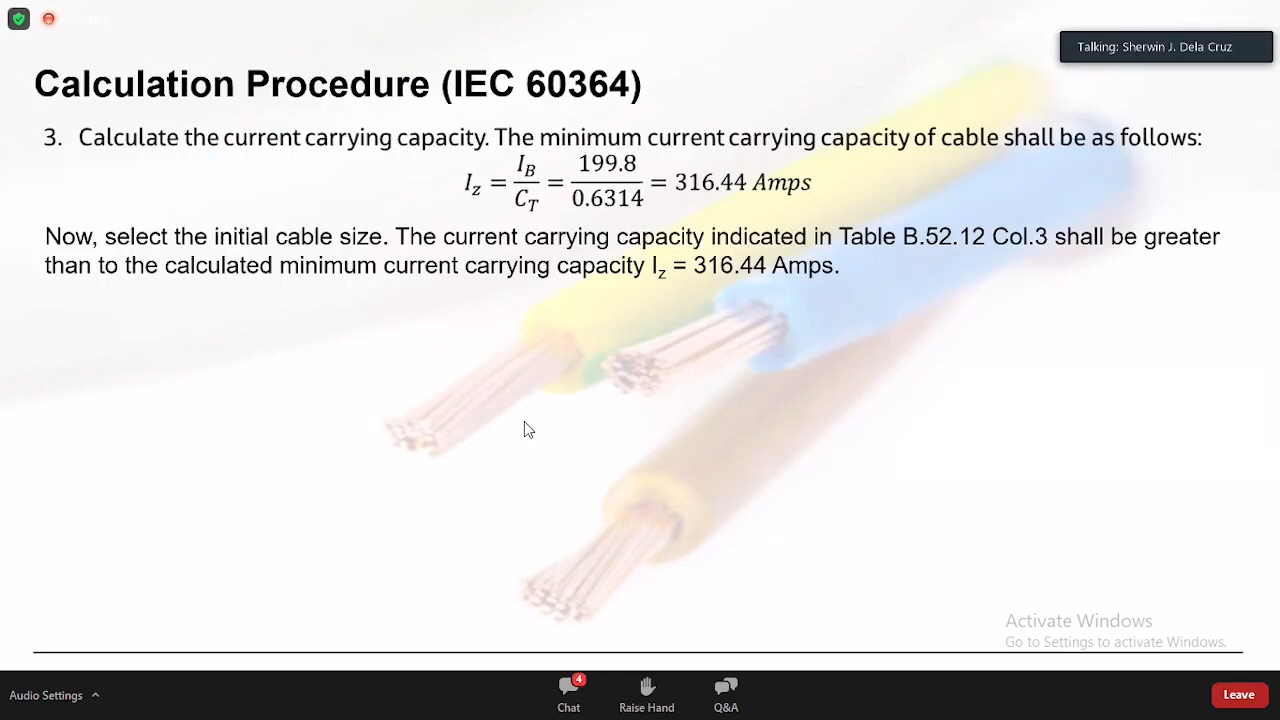 Talking: Sherwin J. Dela Cruz
Calculation Procedure (IEC 60364)
3. Calculate the current carrying capacity. The minimum current carrying capacity of cable shall be as follows:
I_z = I_B / C_T = 199.8 / 0.6314 = 316.44 Amps
Now, select the initial cable size. The current carrying capacity indicated in Table B.52.12 Col.3 shall be greater
than to the calculated minimum current carrying capacity I_z = 316.44 Amps.
Activate Windows
Go to Settings to activate Windows.
Audio Settings
4
Chat
Raise Hand
Q&A
Leave